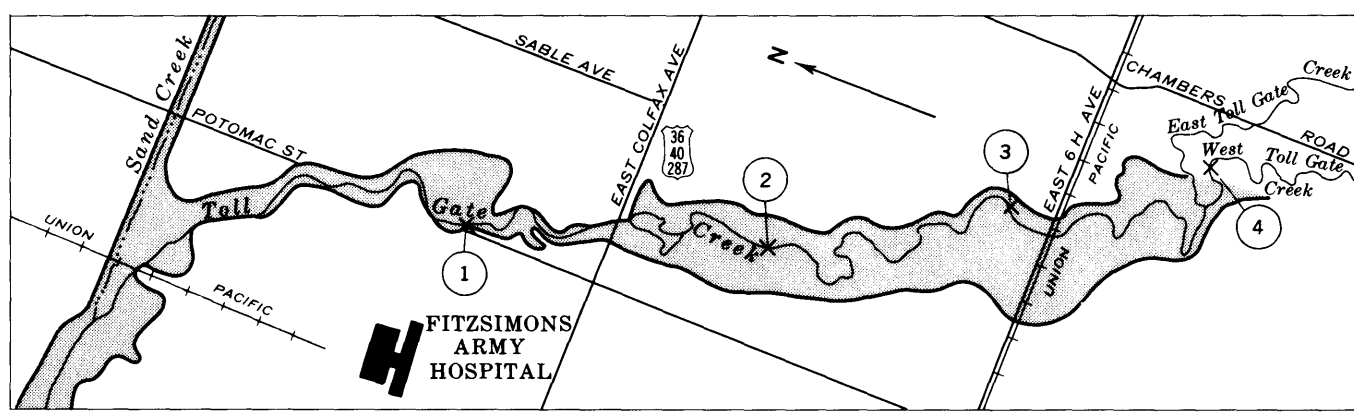 Sand Creek
POTOMAC ST
SABLE AVE
EAST COLFAX AVE
36
40
287
N
EAST 6 H AVE
UNION
PACIFIC
CHAMBERS
ROAD
East Toll Gate
Creek
West
Toll Gate
Creek
Toll
Gate
Creek
1
2
3
4
UNION
PACIFIC
FITZSIMONS
ARMY
HOSPITAL